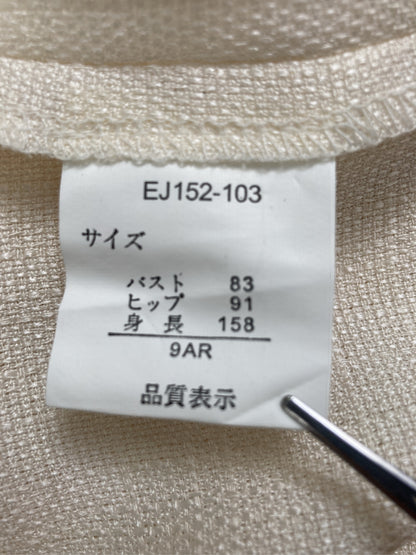 EJ152-103
サイズ
バスト 83
ヒップ 91
身長 158
9AR
品質表示